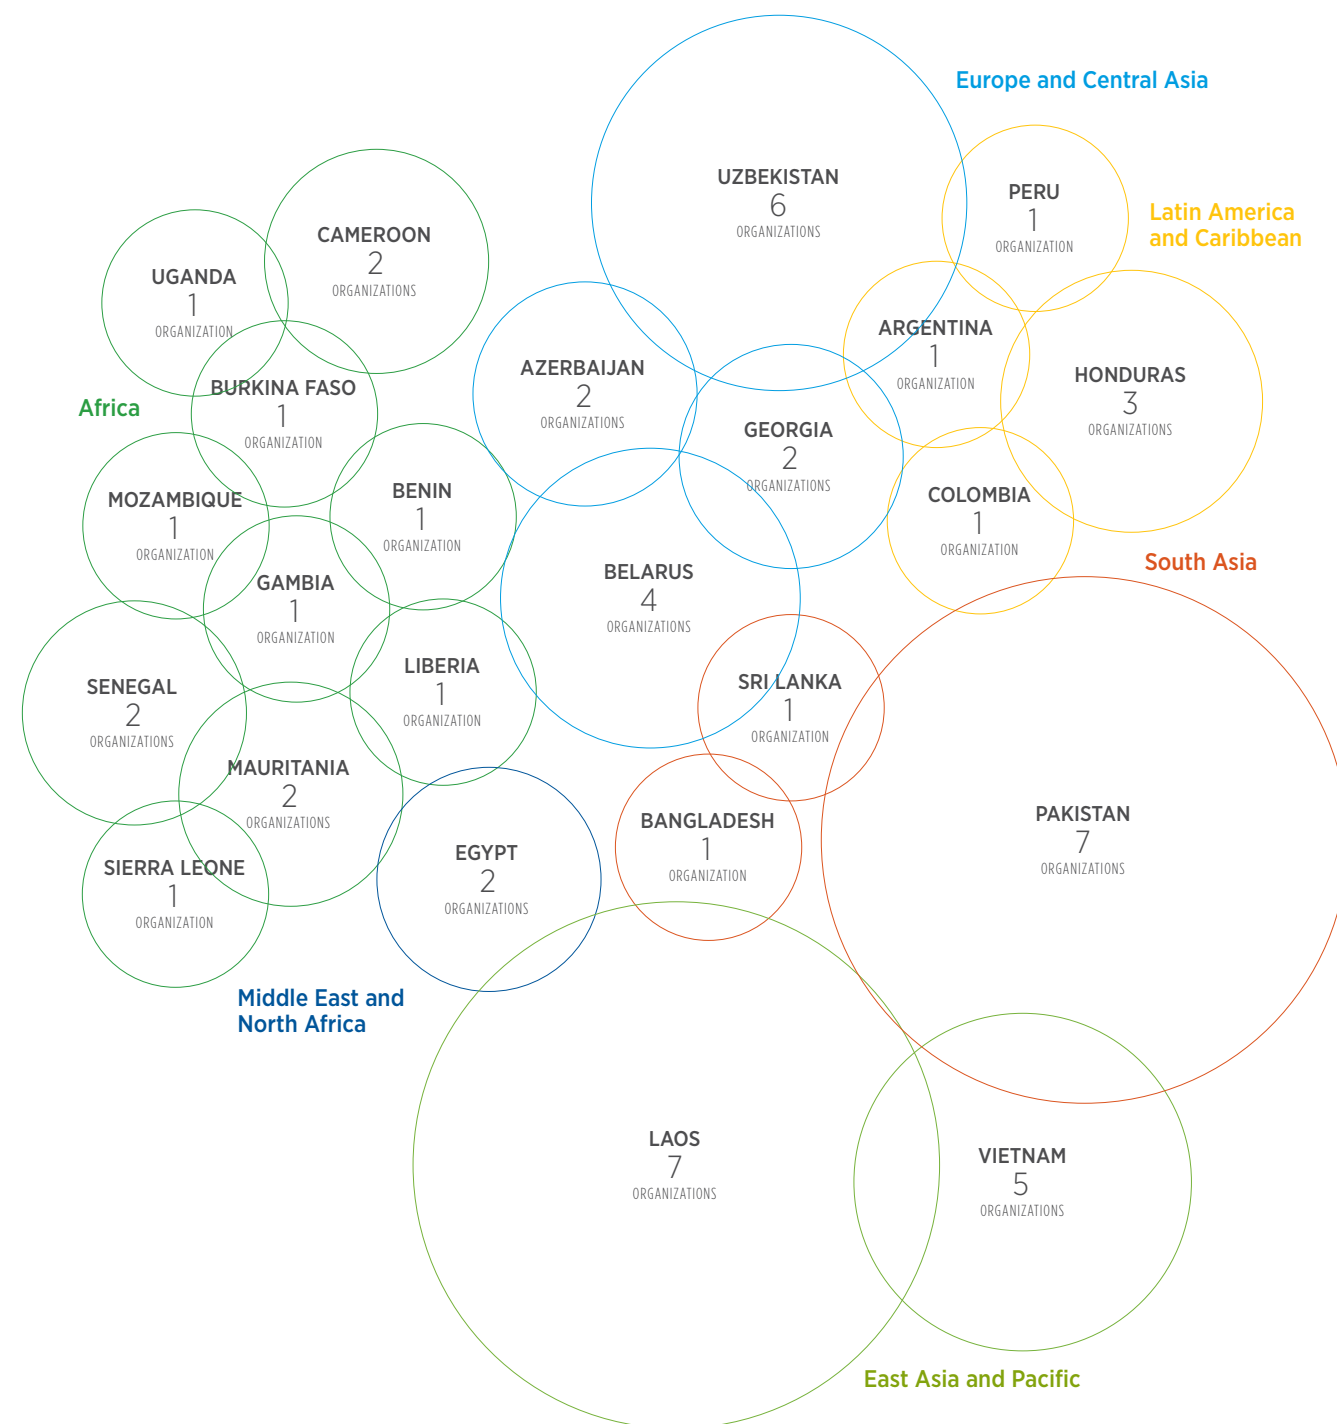 Europe and Central Asia
UZBEKISTAN
6
ORGANIZATIONS
PERU
1
ORGANIZATION
Latin America
and Caribbean
CAMEROON
2
ORGANIZATIONS
UGANDA
1
ORGANIZATION
ARGENTINA
1
ORGANIZATION
AZERBAIJAN
2
ORGANIZATIONS
HONDURAS
3
ORGANIZATIONS
BURKINA FASO
1
ORGANIZATION
Africa
GEORGIA
2
ORGANIZATIONS
BENIN
1
ORGANIZATION
COLOMBIA
1
ORGANIZATION
MOZAMBIQUE
1
ORGANIZATION
South Asia
BELARUS
4
ORGANIZATIONS
GAMBIA
1
ORGANIZATION
LIBERIA
1
ORGANIZATION
SRI LANKA
1
ORGANIZATION
SENEGAL
2
ORGANIZATIONS
MAURITANIA
2
ORGANIZATIONS
PAKISTAN
7
ORGANIZATIONS
BANGLADESH
1
ORGANIZATION
EGYPT
2
ORGANIZATIONS
SIERRA LEONE
1
ORGANIZATION
Middle East and
North Africa
LAOS
7
ORGANIZATIONS
VIETNAM
5
ORGANIZATIONS
East Asia and Pacific